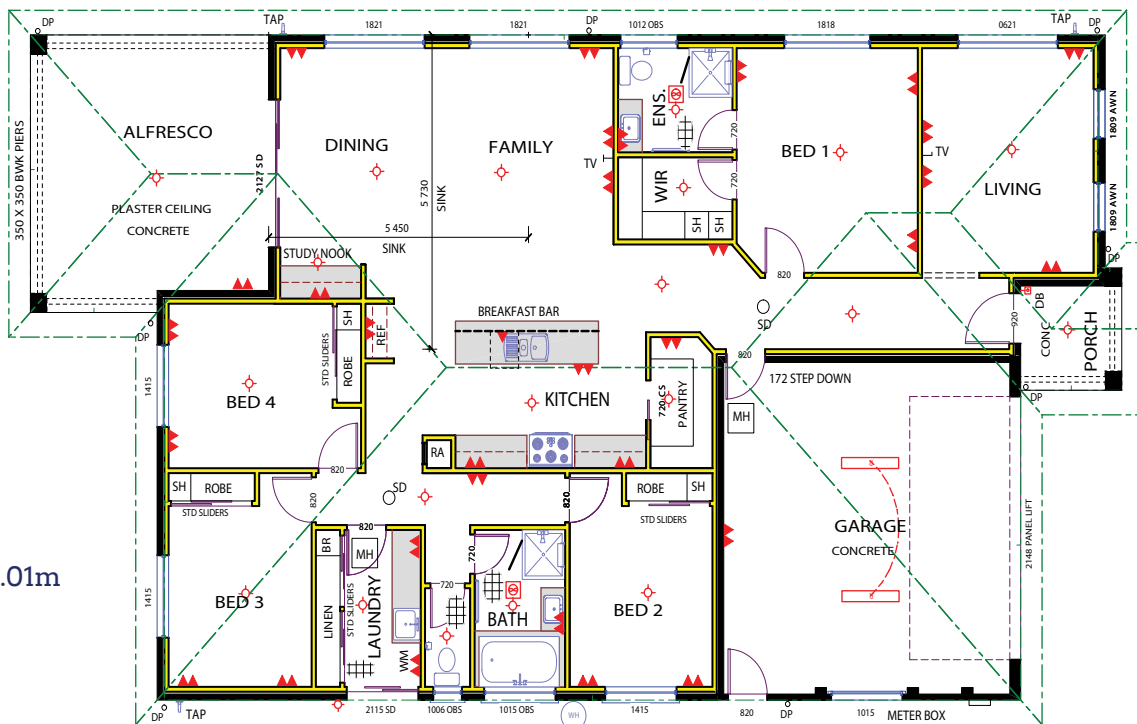 DP
TAP
1821
1821
DP
1012 OBS
1818
0621
TAP
DP
350 X 350 BWK PIERS
ALFRESCO
PLASTER CEILING
CONCRETE
2127 SD
DINING
FAMILY
5 730
SINK
5 450
SINK
STUDY NOOK
TV
ENS.
720
WIR
720
SH
SH
BED 1
820
TV
LIVING
1809 AWN
1809 AWN
DP
DP
SD
920
DB
CONC
PORCH
DP
1415
BED 4
STD SLIDERS
SH
ROBE
REF
BREAKFAST BAR
KITCHEN
720 CS
PANTRY
820
172 STEP DOWN
MH
820
RA
SH
ROBE
STD SLIDERS
820
SD
820
ROBE
SH
STD SLIDERS
GARAGE
CONCRETE
2148 PANEL LIFT
.01m
1415
BED 3
BR
LINEN
STD SLIDERS
820
MH
LAUNDRY
WM
720
720
BATH
BED 2
DP
TAP
2115 SD
1006 OBS
1015 OBS
WH
1415
820
DP
1015
METER BOX